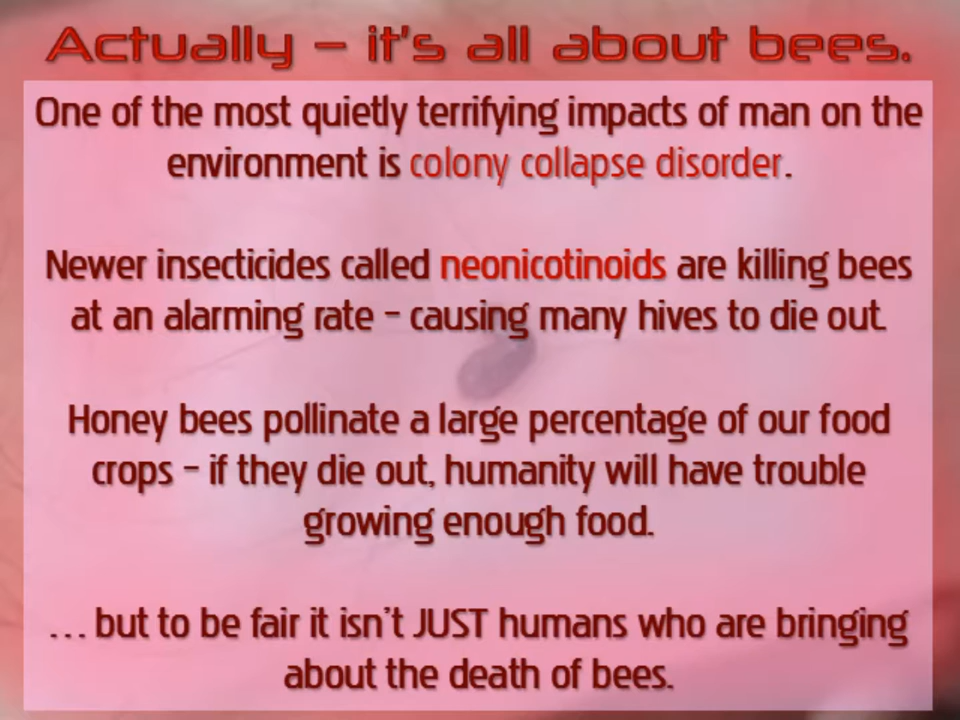 Actually – it's all about bees.
One of the most quietly terrifying impacts of man on the
environment is colony collapse disorder.
Newer insecticides called neonicotinoids are killing bees
at an alarming rate – causing many hives to die out.
Honey bees pollinate a large percentage of our food
crops – if they die out, humanity will have trouble
growing enough food.
... but to be fair it isn't JUST humans who are bringing
about the death of bees.